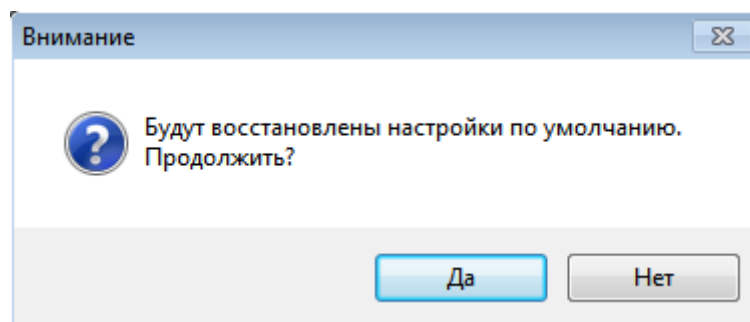 Внимание
Будут восстановлены настройки по умолчанию.
Продолжить?
Да
Нет